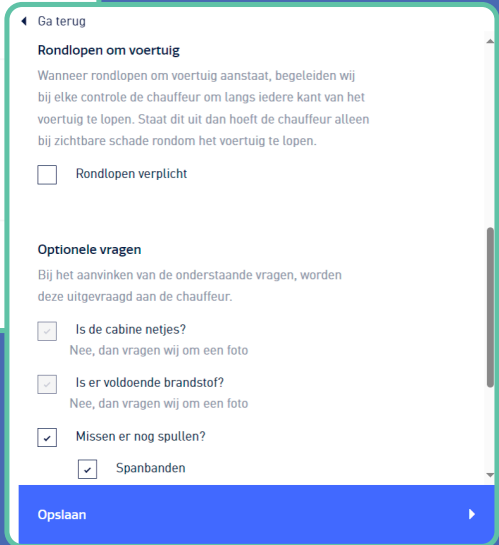 Ga terug
Rondlopen om voertuig
Wanneer rondlopen om voertuig aanstaat, begeleiden wij
bij elke controle de chauffeur om langs iedere kant van het
voertuig te lopen. Staat dit uit dan hoeft de chauffeur alleen
bij zichtbare schade rondom het voertuig te lopen.
Rondlopen verplicht
Optionele vragen
Bij het aanvinken van de onderstaande vragen, worden
deze uitgevraagd aan de chauffeur.
Is de cabine netjes?
Nee, dan vragen wij om een foto
Is er voldoende brandstof?
Nee, dan vragen wij om een foto
Missen er nog spullen?
Spanbanden
Opslaan